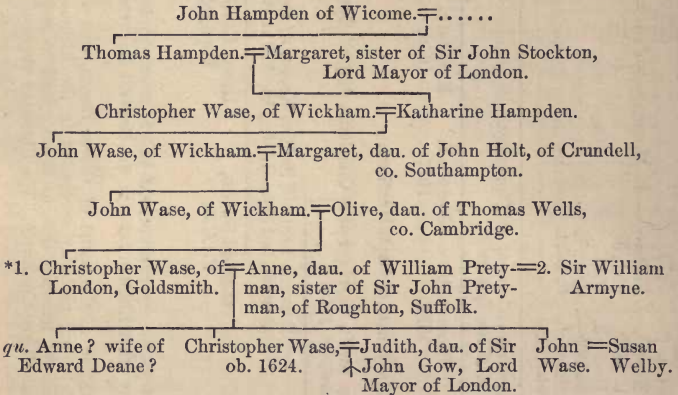 John Hampden of Wicome.=......
Thomas Hampden.=Margaret, sister of Sir John Stockton,
Lord Mayor of London.
Christopher Wase, of Wickham.=Katharine Hampden.
John Wase, of Wickham.=Margaret, dau. of John Holt, of Crundell,
co. Southampton.
John Wase, of Wickham.=Olive, dau. of Thomas Wells,
co. Cambridge.
*1. Christopher Wase, of=Anne, dau. of William Prety-=2. Sir William
London, Goldsmith. man, sister of Sir John Prety- Armyne.
man, of Roughton, Suffolk.
qu. Anne? wife of Christopher Wase,=Judith, dau. of Sir John =Susan
Edward Deane? ob. 1624. John Gow, Lord Wase. Welby.
Mayor of London.